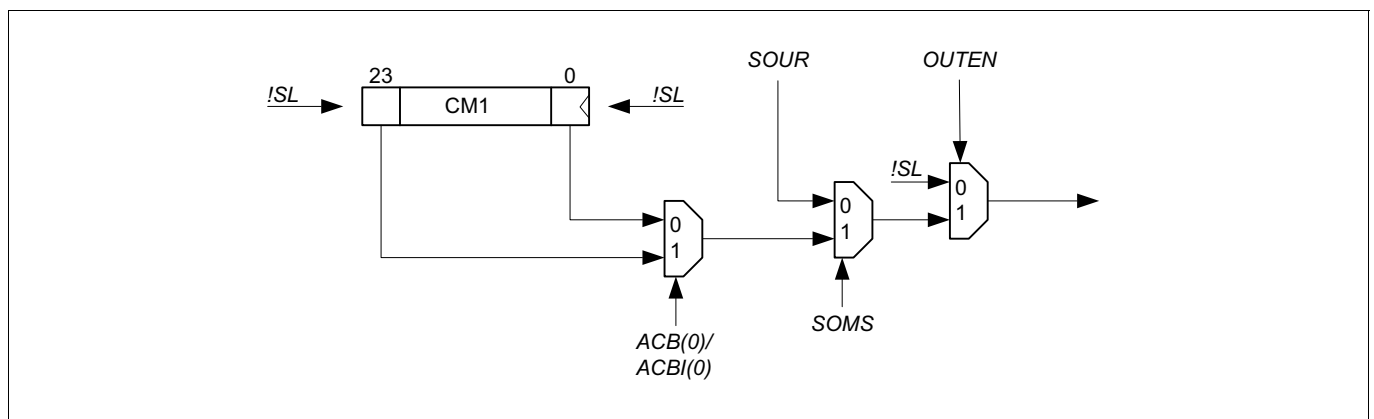 SOUR
OUTEN
23
0
!SL
CM1
!SL
!SL
0
1
0
1
0
1
SOMS
ACB(0)/
ACBI(0)